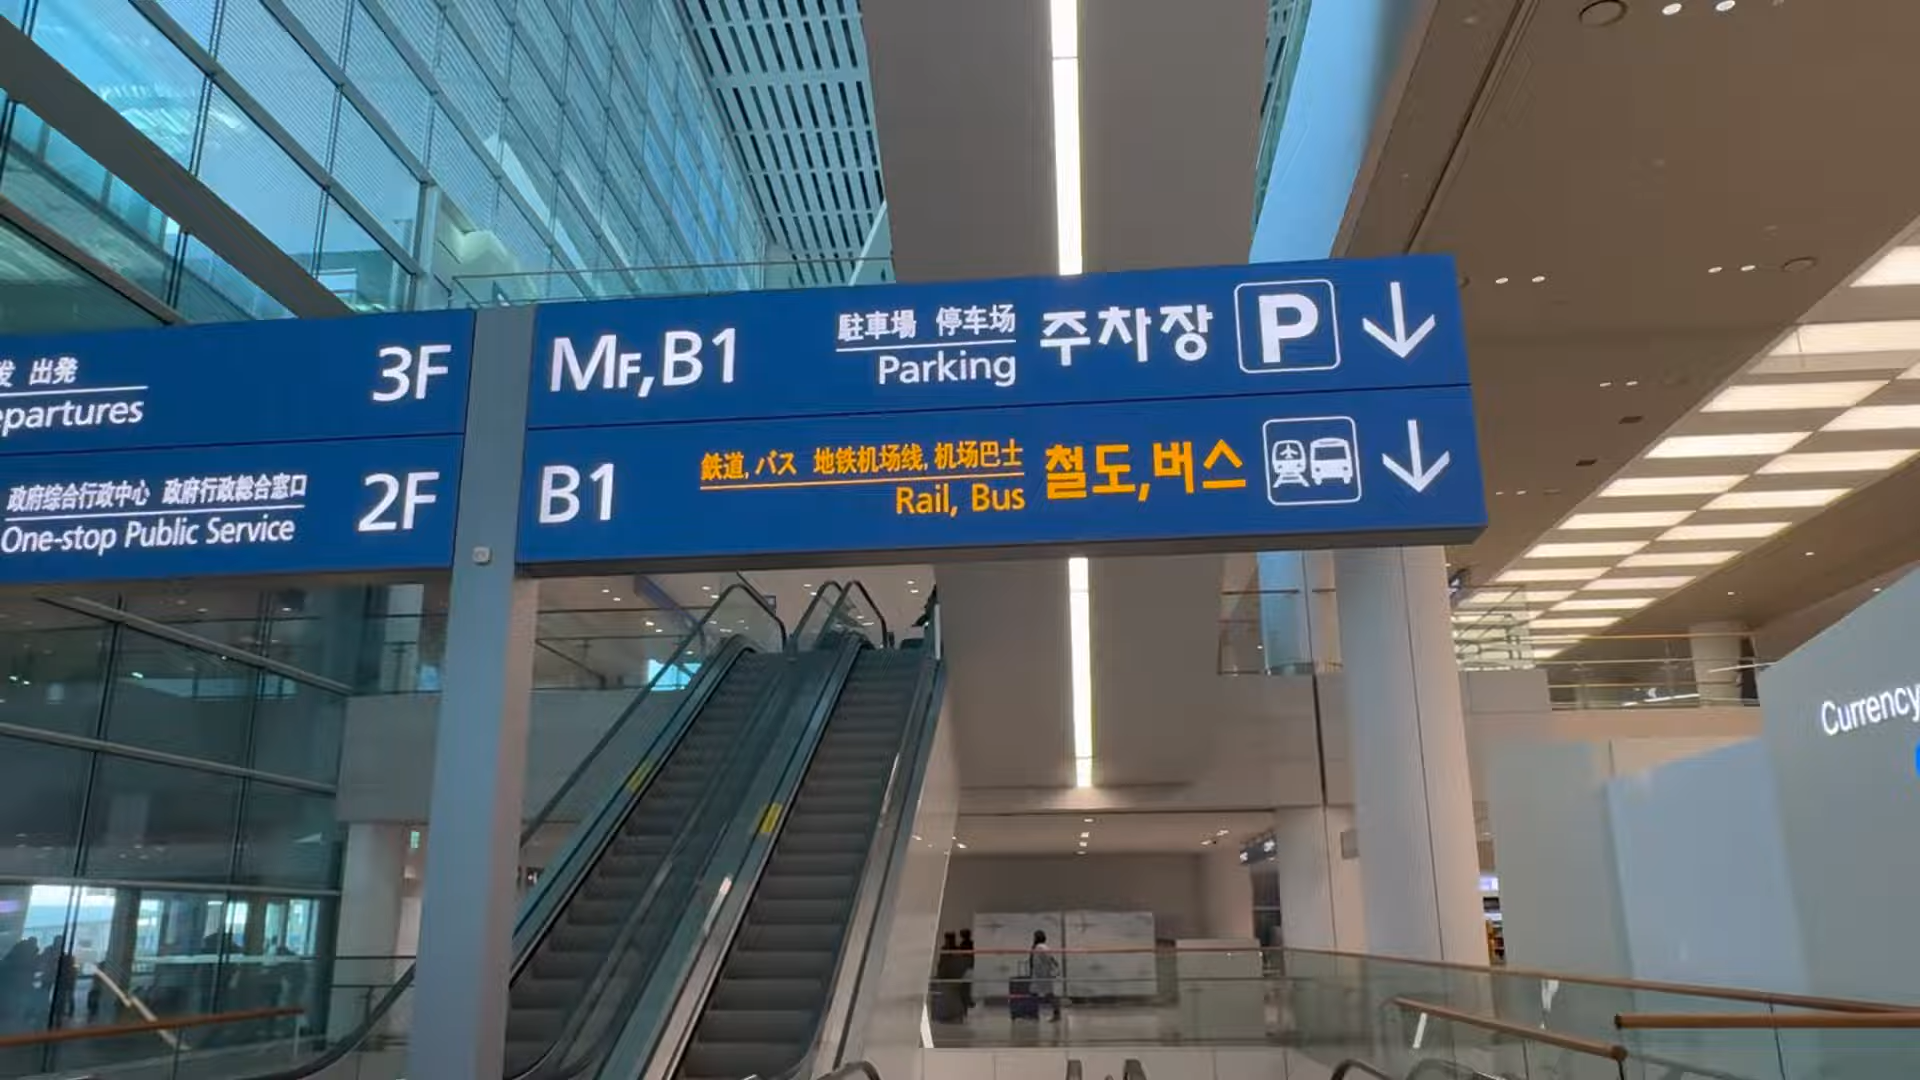 出発
3F
政府综合行政中心 政府行政総合窓口
One-stop Public Service
2F
MF,B1
駐車場 停车场
Parking
주차장
P
B1
鉄道, バス 地铁机场线, 机场巴士
Rail, Bus
철도,버스
Currency